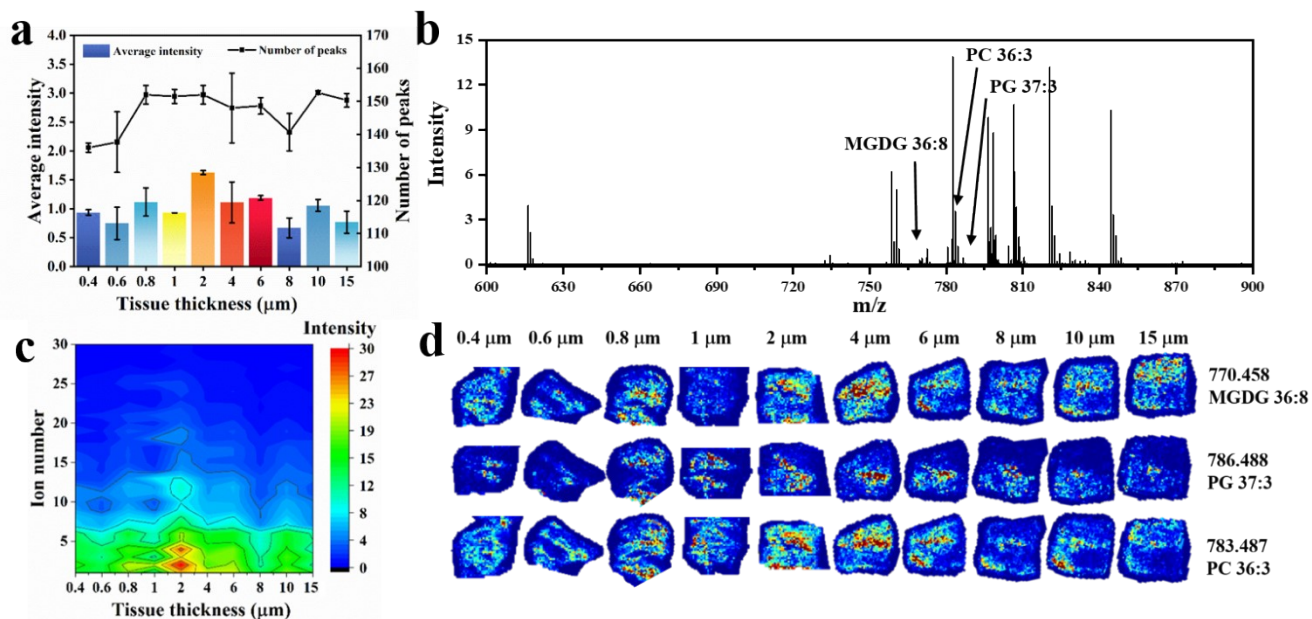 a
4.0
3.5
3.0
2.5
2.0
1.5
1.0
0.5
0.0
Average intensity
Average intensity
Number of peaks
170
160
150
140
130
120
110
100
Number of peaks
0.4 0.6 0.8 1 2 4 6 8 10 15
Tissue thickness (μm)
b
15
12
9
6
3
0
Intensity
PC 36:3
PG 37:3
MGDG 36:8
600 630 660 690 720 750 780 810 840 870 900
m/z
c
Intensity
30
25
20
15
10
5
Ion number
30
27
23
19
15
12
8
4
0
0.4 0.6 0.8 1 2 4 6 8 10 15
Tissue thickness (μm)
d
0.4 μm 0.6 μm 0.8 μm 1 μm 2 μm 4 μm 6 μm 8 μm 10 μm 15 μm
770.458
MGDG 36:8
786.488
PG 37:3
783.487
PC 36:3